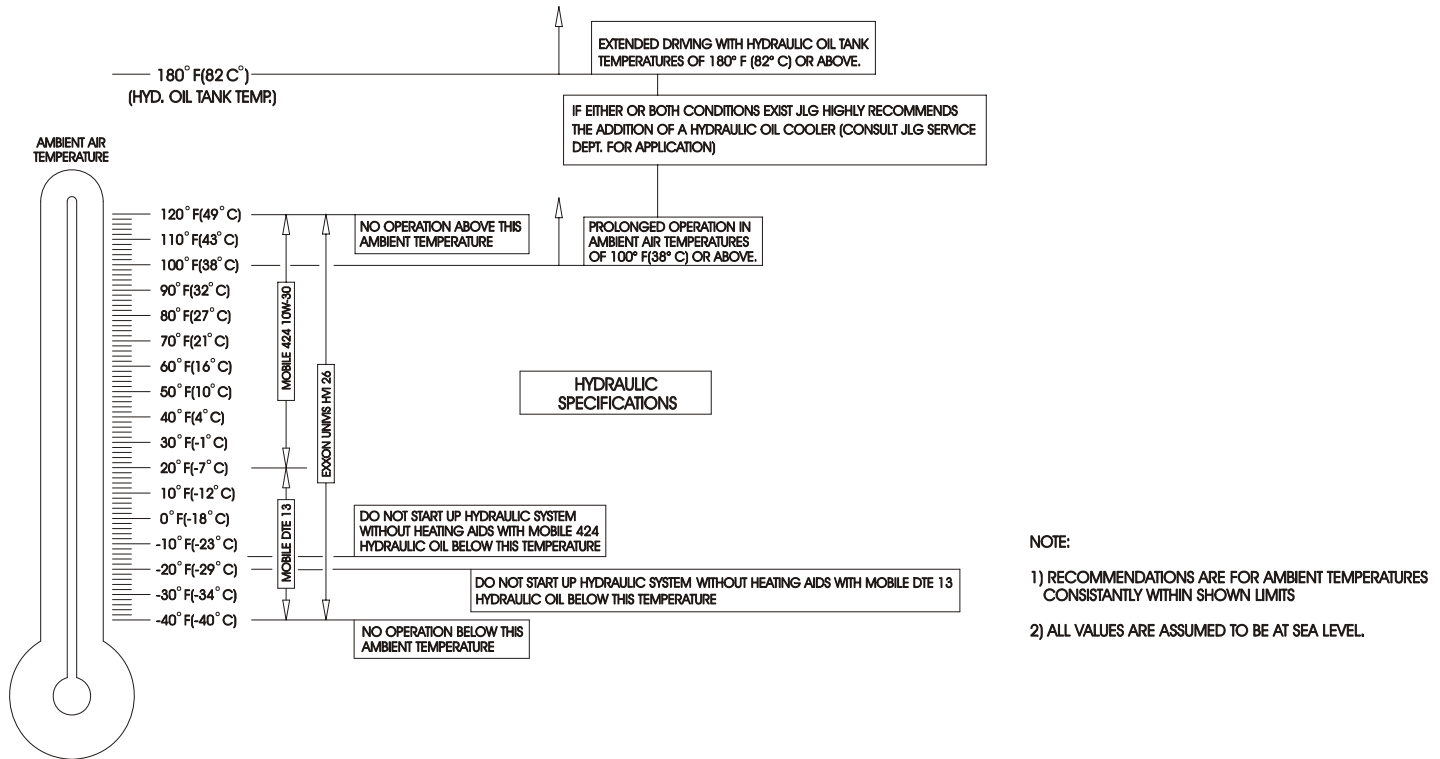 180° F(82 C°)
(HYD. OIL TANK TEMP.)
EXTENDED DRIVING WITH HYDRAULIC OIL TANK
TEMPERATURES OF 180° F (82° C) OR ABOVE.
IF EITHER OR BOTH CONDITIONS EXIST JLG HIGHLY RECOMMENDS
THE ADDITION OF A HYDRAULIC OIL COOLER (CONSULT JLG SERVICE
DEPT. FOR APPLICATION)
AMBIENT AIR
TEMPERATURE
120° F(49° C)
110° F(43° C)
100° F(38° C)
90° F(32° C)
80° F(27° C)
70° F(21° C)
60° F(16° C)
50° F(10° C)
40° F(4° C)
30° F(-1° C)
20° F(-7° C)
10° F(-12° C)
0° F(-18° C)
-10° F(-23° C)
-20° F(-29° C)
-30° F(-34° C)
-40° F(-40° C)
MOBILE 424 10W-30
MOBILE DTE 13
EXXON UNIVIS HVI 26
NO OPERATION ABOVE THIS
AMBIENT TEMPERATURE
PROLONGED OPERATION IN
AMBIENT AIR TEMPERATURES
OF 100° F(38° C) OR ABOVE.
HYDRAULIC
SPECIFICATIONS
DO NOT START UP HYDRAULIC SYSTEM
WITHOUT HEATING AIDS WITH MOBILE 424
HYDRAULIC OIL BELOW THIS TEMPERATURE
DO NOT START UP HYDRAULIC SYSTEM WITHOUT HEATING AIDS WITH MOBILE DTE 13
HYDRAULIC OIL BELOW THIS TEMPERATURE
NO OPERATION BELOW THIS
AMBIENT TEMPERATURE
NOTE:
1) RECOMMENDATIONS ARE FOR AMBIENT TEMPERATURES
CONSISTANTLY WITHIN SHOWN LIMITS
2) ALL VALUES ARE ASSUMED TO BE AT SEA LEVEL.